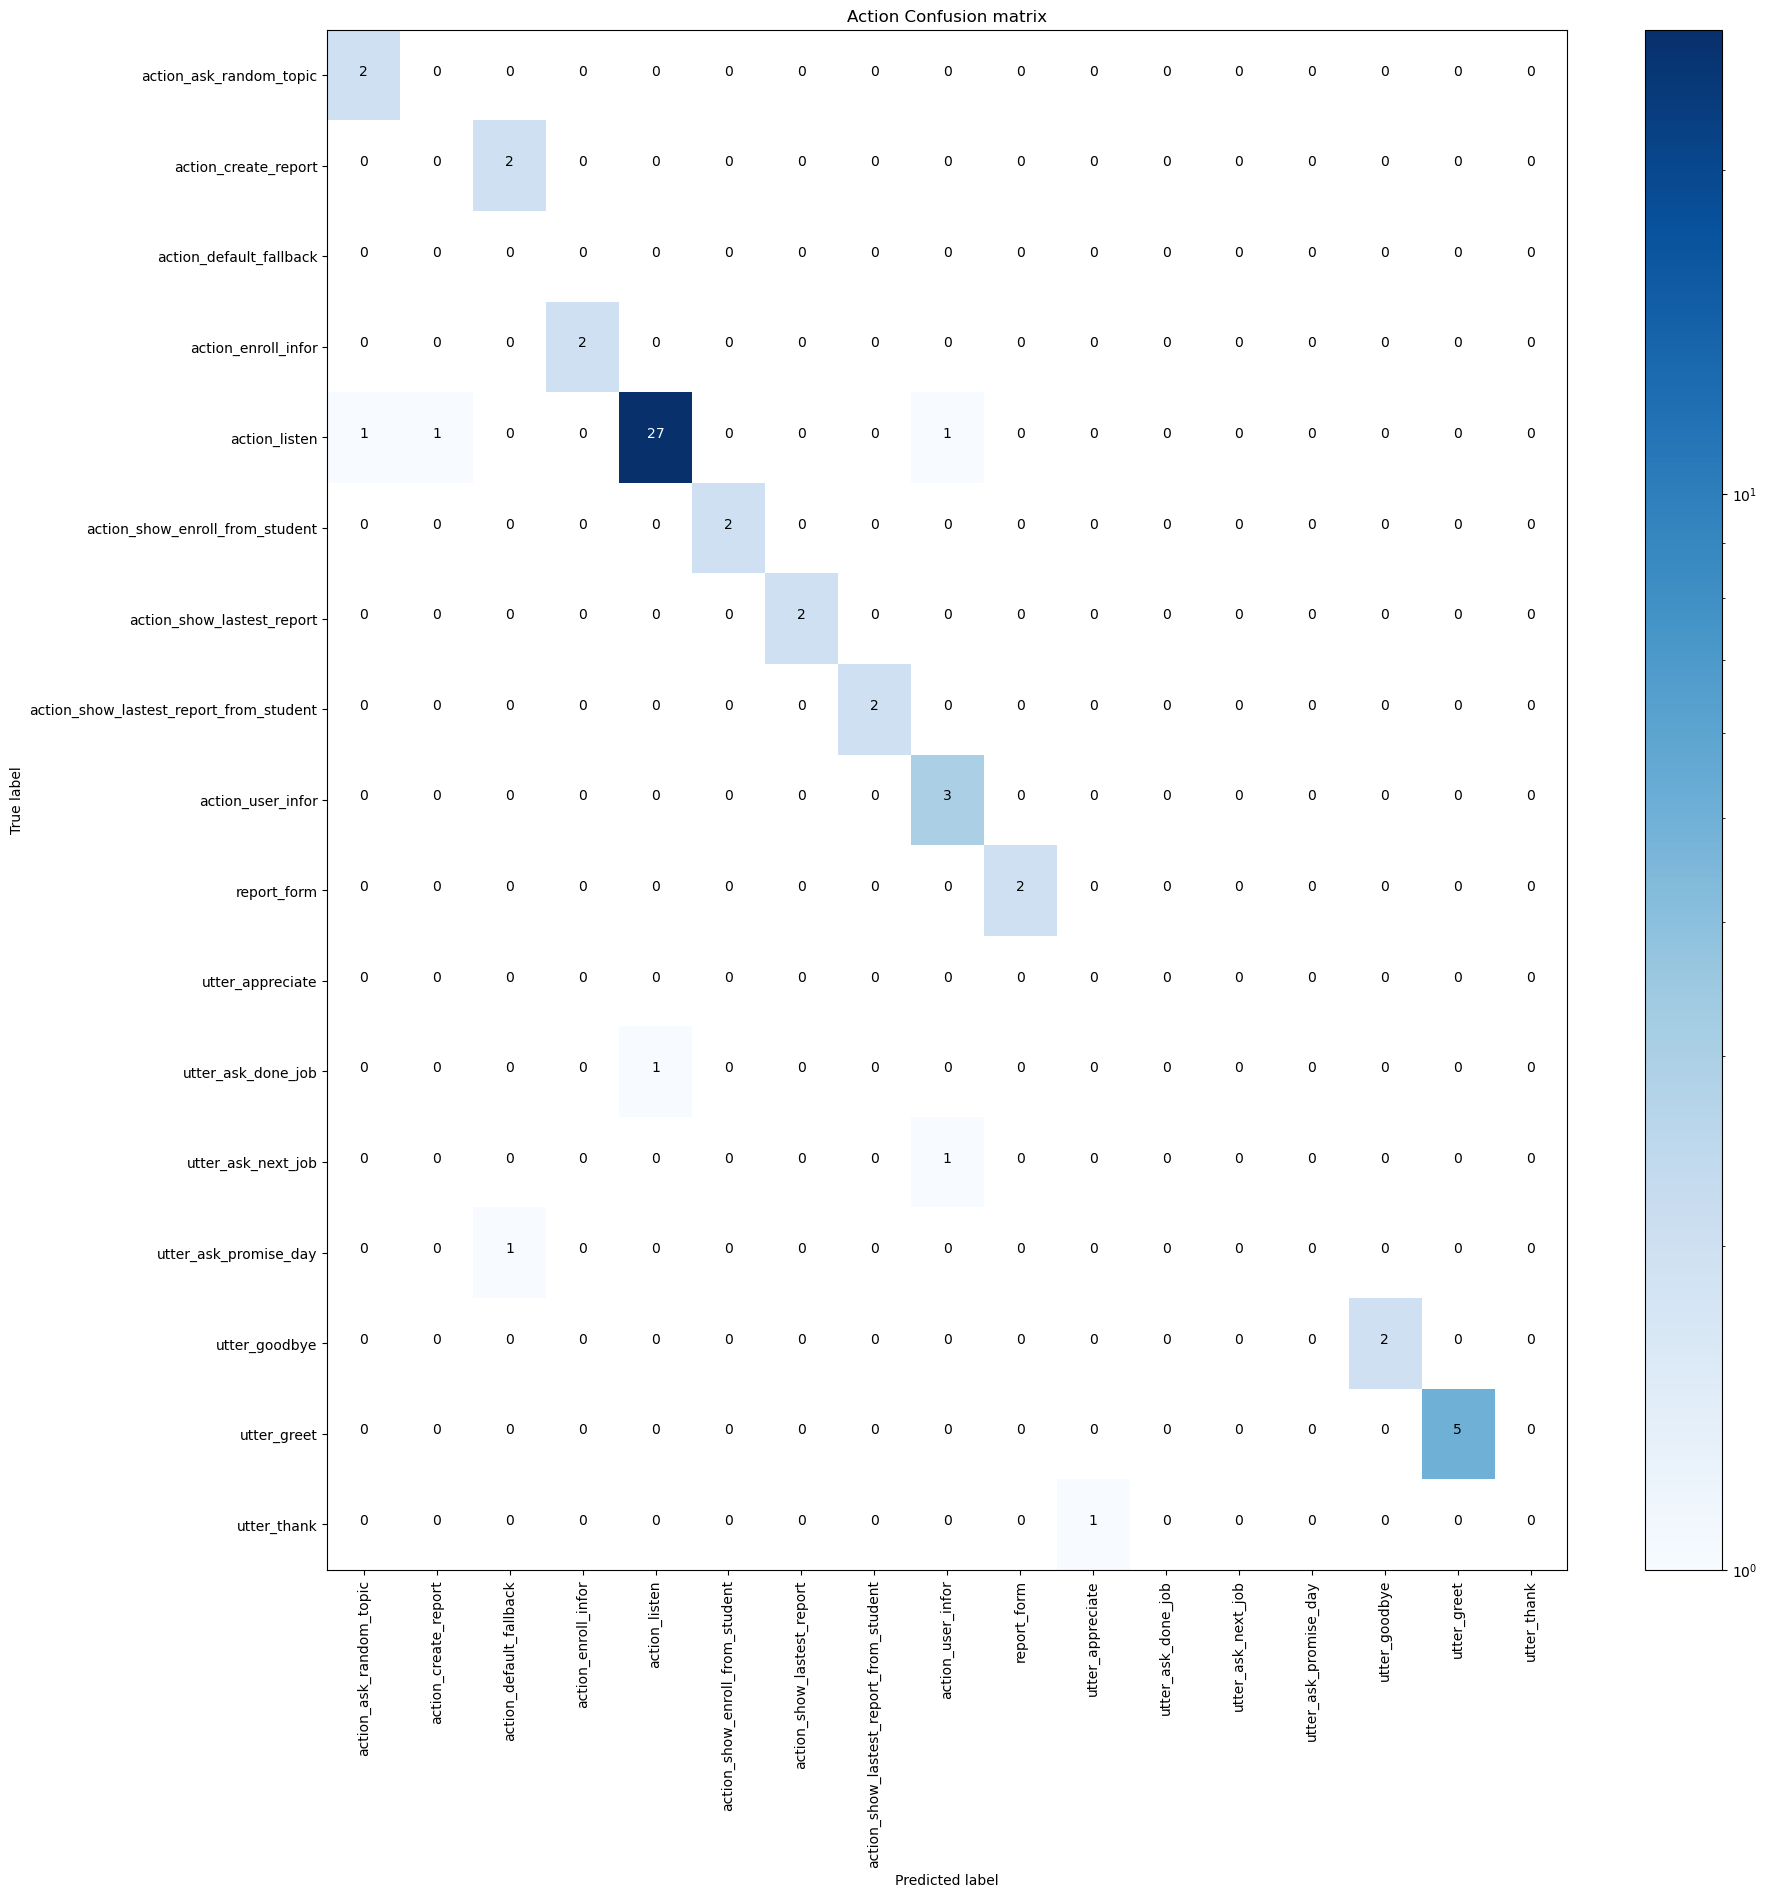 Action Confusion matrix
True label
action_ask_random_topic 2 0 0 0 0 0 0 0 0 0 0 0 0 0 0 0 0
action_create_report 0 0 2 0 0 0 0 0 0 0 0 0 0 0 0 0 0
action_default_fallback 0 0 0 0 0 0 0 0 0 0 0 0 0 0 0 0 0
action_enroll_infor 0 0 0 2 0 0 0 0 0 0 0 0 0 0 0 0 0
action_listen 1 1 0 0 27 0 0 0 1 0 0 0 0 0 0 0 0
action_show_enroll_from_student 0 0 0 0 0 2 0 0 0 0 0 0 0 0 0 0 0
action_show_lastest_report 0 0 0 0 0 0 2 0 0 0 0 0 0 0 0 0 0
action_show_lastest_report_from_student 0 0 0 0 0 0 0 2 0 0 0 0 0 0 0 0 0
action_user_infor 0 0 0 0 0 0 0 0 3 0 0 0 0 0 0 0 0
report_form 0 0 0 0 0 0 0 0 0 2 0 0 0 0 0 0 0
utter_appreciate 0 0 0 0 0 0 0 0 0 0 0 0 0 0 0 0 0
utter_ask_done_job 0 0 0 0 1 0 0 0 0 0 0 0 0 0 0 0 0
utter_ask_next_job 0 0 0 0 0 0 0 0 1 0 0 0 0 0 0 0 0
utter_ask_promise_day 0 0 1 0 0 0 0 0 0 0 0 0 0 0 0 0 0
utter_goodbye 0 0 0 0 0 0 0 0 0 0 0 0 0 0 2 0 0
utter_greet 0 0 0 0 0 0 0 0 0 0 0 0 0 0 0 5 0
utter_thank 0 0 0 0 0 0 0 0 0 0 1 0 0 0 0 0 0
action_ask_random_topic
action_create_report
action_default_fallback
action_enroll_infor
action_listen
action_show_enroll_from_student
action_show_lastest_report
action_show_lastest_report_from_student
action_user_infor
report_form
utter_appreciate
utter_ask_done_job
utter_ask_next_job
utter_ask_promise_day
utter_goodbye
utter_greet
utter_thank
Predicted label
10¹
10⁰